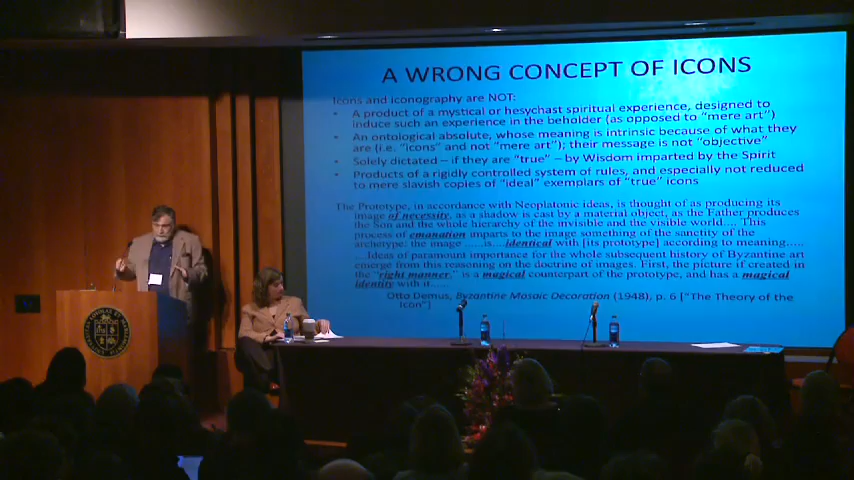 A WRONG CONCEPT OF ICONS
Icons and iconography are NOT:
• A product of a mystical or hesychast spiritual experience, designed to
induce such an experience in the beholder (as opposed to "mere art")
• An ontological absolute, whose meaning is intrinsic because of what they
are (i.e. "icons" and not "mere art"); their message is not "objective"
• Solely dictated – if they are "true" – by Wisdom imparted by the Spirit
• Products of a rigidly controlled system of rules, and especially not reduced
to mere slavish copies of "ideal" exemplars of "true" icons
The Prototype, in accordance with Neoplatonic ideas, is thought of as producing its
image of necessity, as a shadow is cast by a material object, as the Father produces
the Son and the whole hierarchy of the invisible and the visible world.... This
process of emanation imparts to the image something of the sanctity of the
archetype: the image ......is....identical with [its prototype] according to meaning.....
....Ideas of paramount importance for the whole subsequent history of Byzantine art
emerge from this reasoning on the doctrine of images. First, the picture if created in
the "right manner," is a magical counterpart of the prototype, and has a magical
identity with it.....
Otto Demus, Byzantine Mosaic Decoration (1948), p. 6 ["The Theory of the
Icon"]